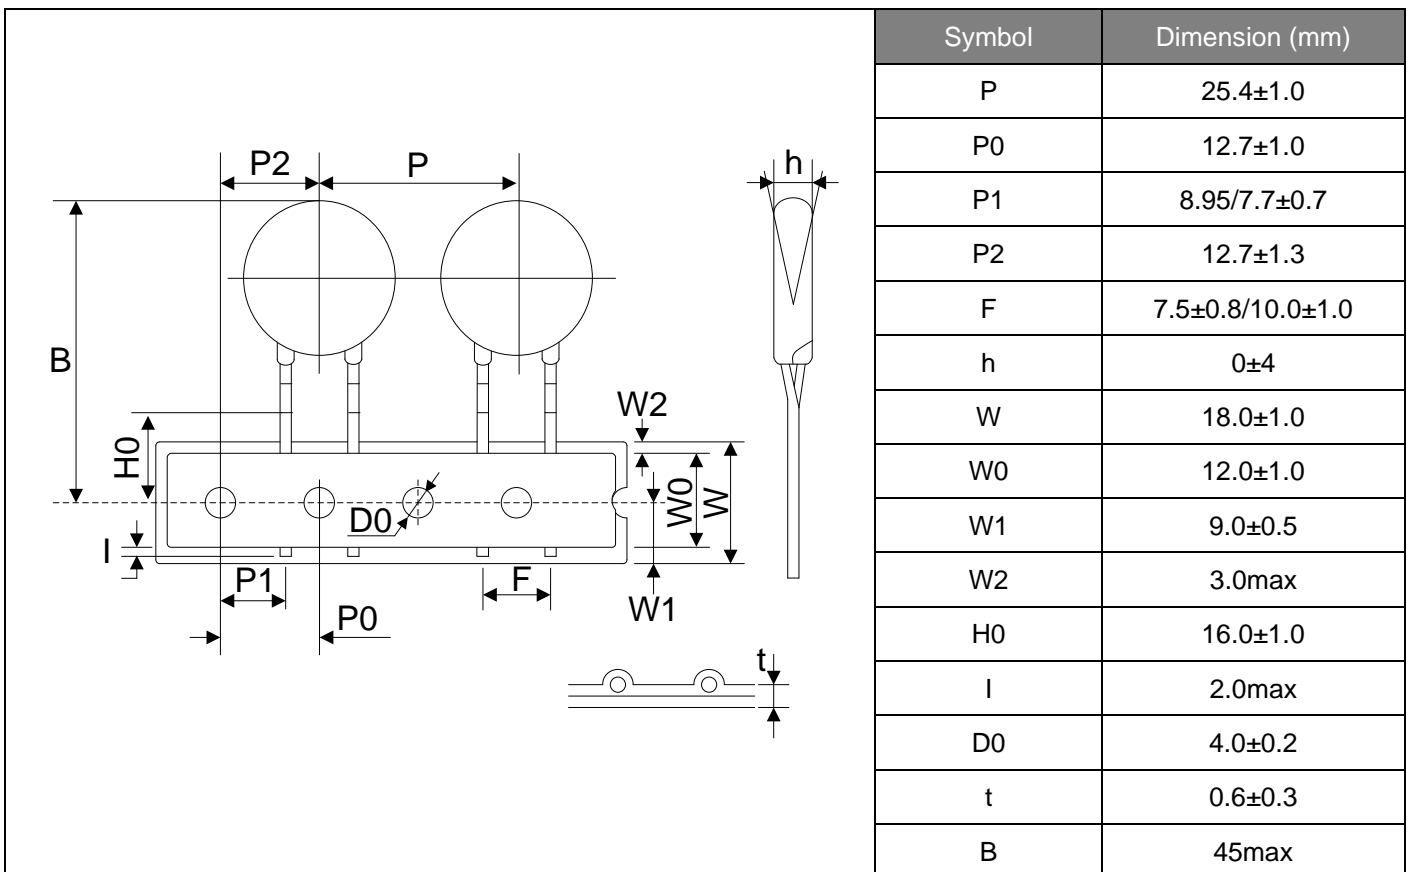 P2
P
h
B
W2
H0
W0
W
D0
I
P1
F
W1
P0
t
Symbol Dimension (mm)
P 25.4±1.0
P0 12.7±1.0
P1 8.95/7.7±0.7
P2 12.7±1.3
F 7.5±0.8/10.0±1.0
h 0±4
W 18.0±1.0
W0 12.0±1.0
W1 9.0±0.5
W2 3.0max
H0 16.0±1.0
I 2.0max
D0 4.0±0.2
t 0.6±0.3
B 45max